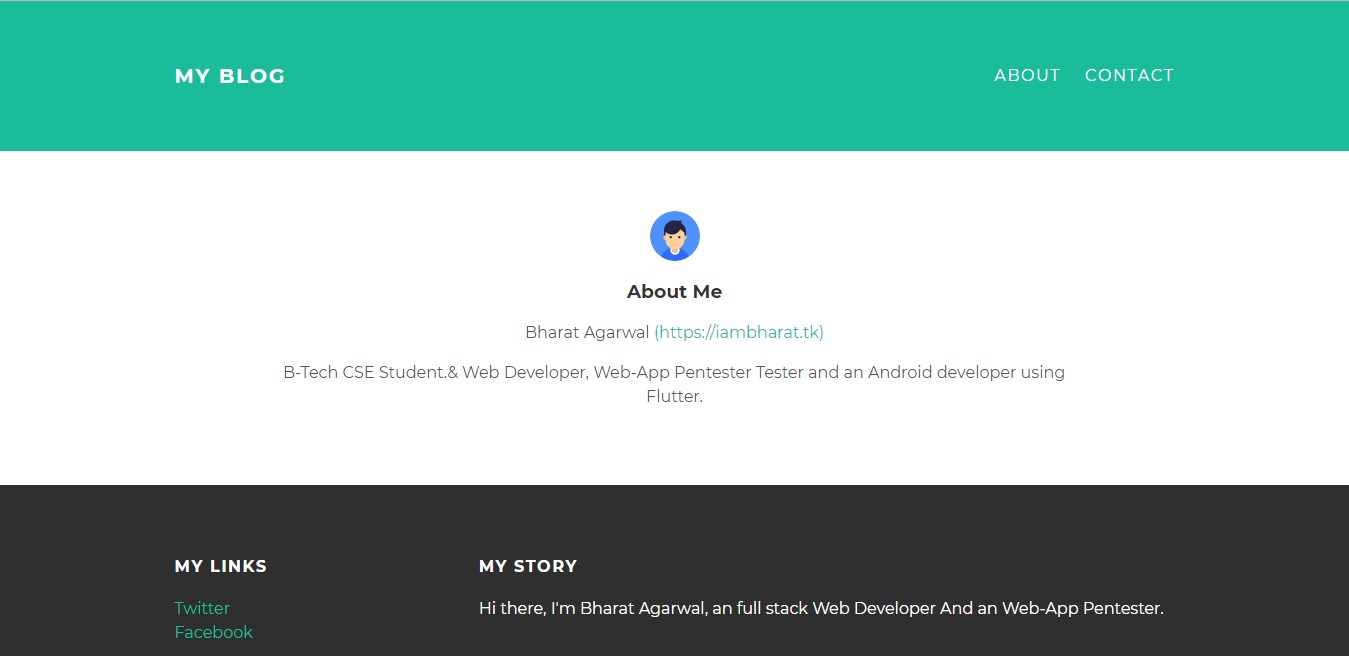 MY BLOG
ABOUT CONTACT
About Me
Bharat Agarwal (https://iambharat.tk)
B-Tech CSE Student.& Web Developer, Web-App Pentester Tester and an Android developer using
Flutter.
MY LINKS
Twitter
Facebook
MY STORY
Hi there, I'm Bharat Agarwal, an full stack Web Developer And an Web-App Pentester.